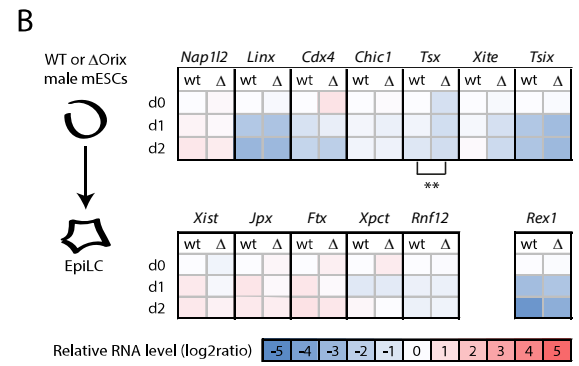 B
WT or ΔOrix
male mESCs
EpiLC
Nap1l2 Linx Cdx4 Chic1 Tsx Xite Tsix
wt Δ wt Δ wt Δ wt Δ wt Δ wt Δ wt Δ
d0
d1
d2
**
Xist Jpx Ftx Xpct Rnf12 Rex1
wt Δ wt Δ wt Δ wt Δ wt Δ wt Δ
d0
d1
d2
Relative RNA level (log2ratio) -5 -4 -3 -2 -1 0 1 2 3 4 5